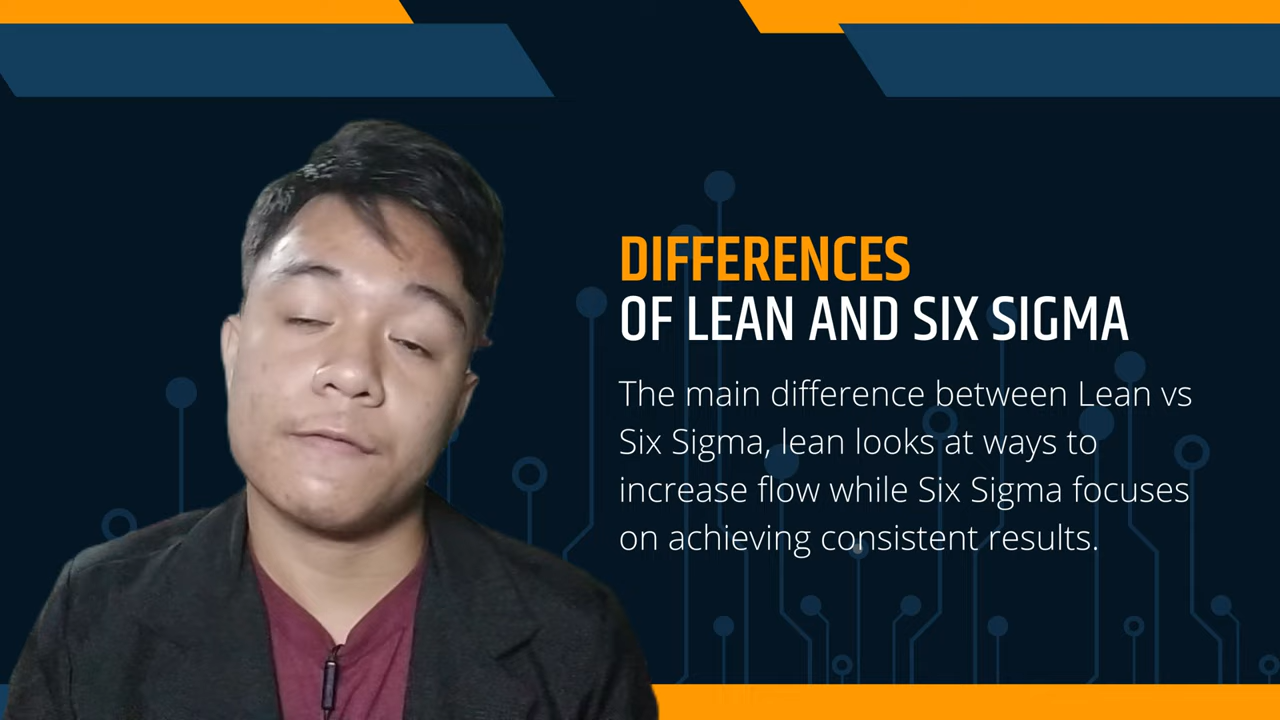 DIFFERENCES
OF LEAN AND SIX SIGMA
The main difference between Lean vs
Six Sigma, lean looks at ways to
increase flow while Six Sigma focuses
on achieving consistent results.